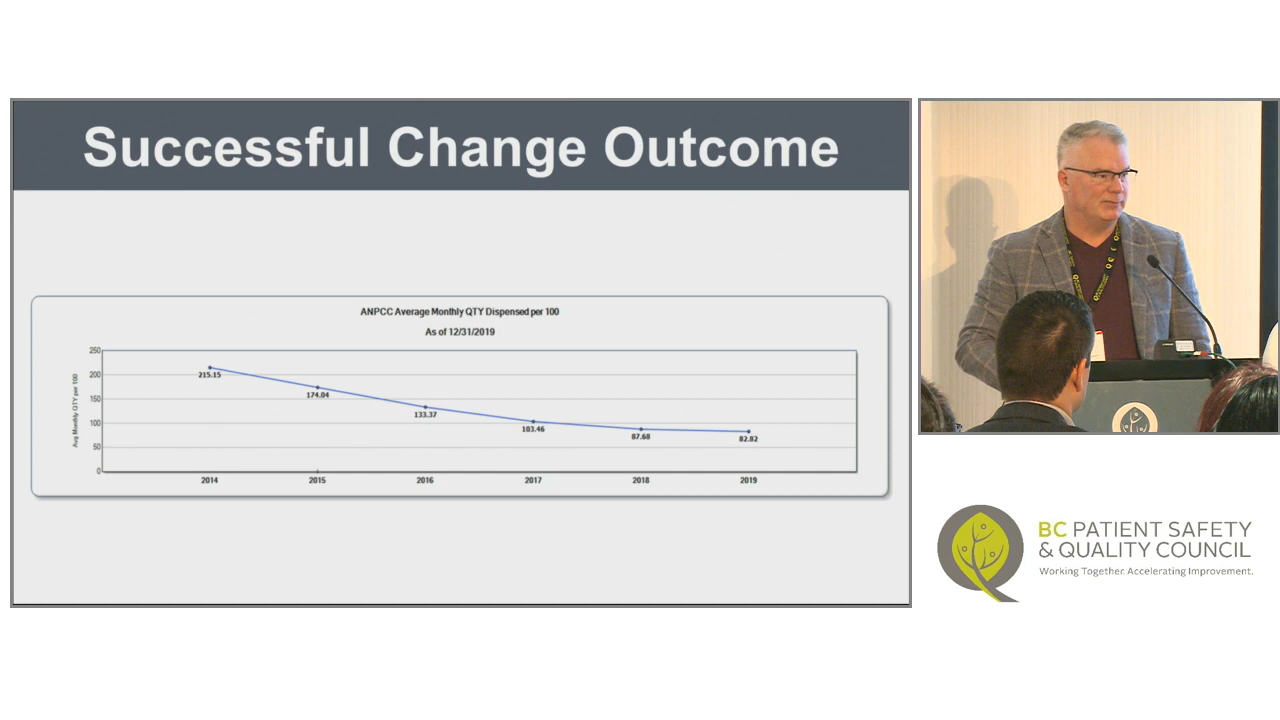 Successful Change Outcome
ANPCC Average Monthly QTY Dispensed per 100
As of 12/31/2019
Avg Monthly QTY per 100
250
200
150
100
50
0
215.15
174.04
133.37
103.46
87.68
82.82
2014
2015
2016
2017
2018
2019
BC PATIENT SAFETY
& QUALITY COUNCIL
Working Together. Accelerating Improvement.